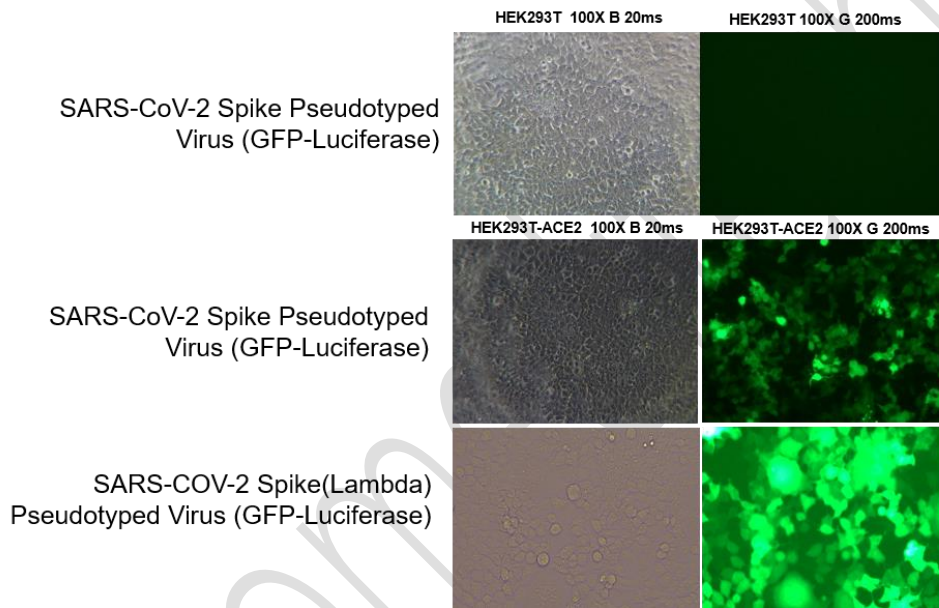 HEK293T 100X B 20ms
HEK293T 100X G 200ms
SARS-CoV-2 Spike Pseudotyped
Virus (GFP-Luciferase)
HEK293T-ACE2 100X B 20ms
HEK293T-ACE2 100X G 200ms
SARS-CoV-2 Spike Pseudotyped
Virus (GFP-Luciferase)
SARS-COV-2 Spike(Lambda)
Pseudotyped Virus (GFP-Luciferase)